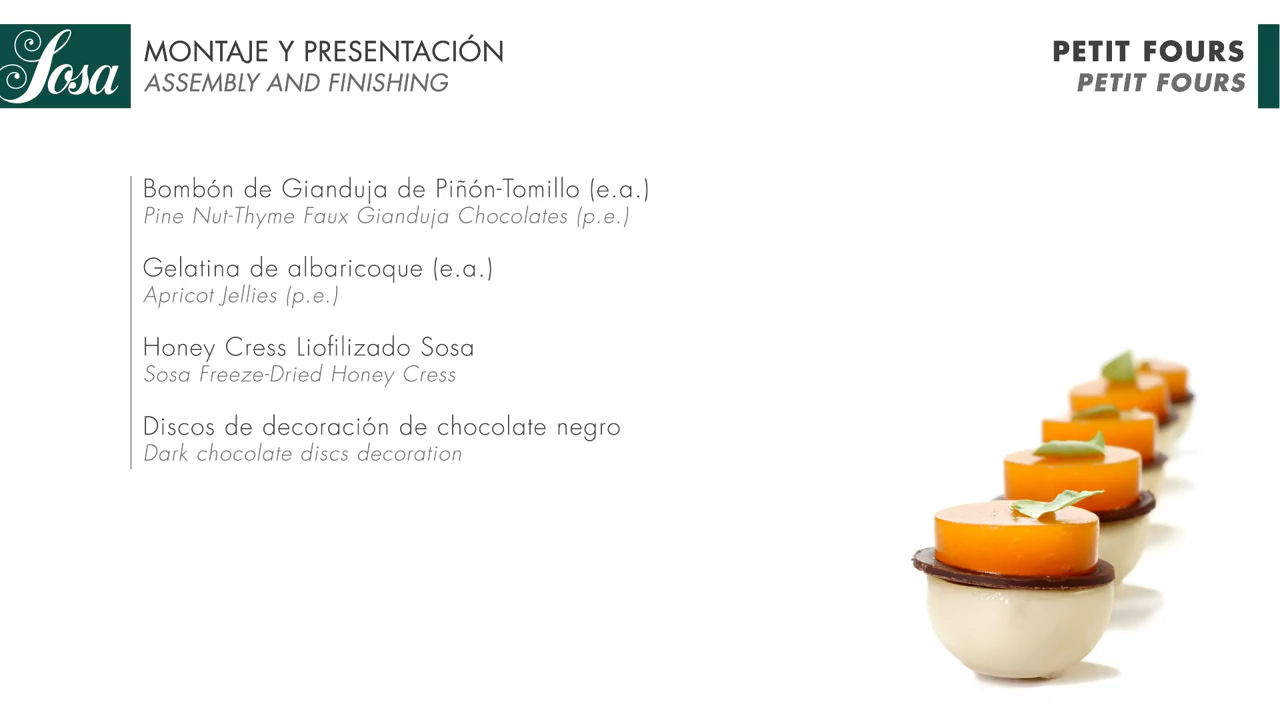 Sosa
MONTAJE Y PRESENTACIÓN
ASSEMBLY AND FINISHING
PETIT FOURS
PETIT FOURS
Bombón de Gianduja de Piñón-Tomillo (e.a.)
Pine Nut-Thyme Faux Gianduja Chocolates (p.e.)
Gelatina de albaricoque (e.a.)
Apricot Jellies (p.e.)
Honey Cress Liofilizado Sosa
Sosa Freeze-Dried Honey Cress
Discos de decoración de chocolate negro
Dark chocolate discs decoration